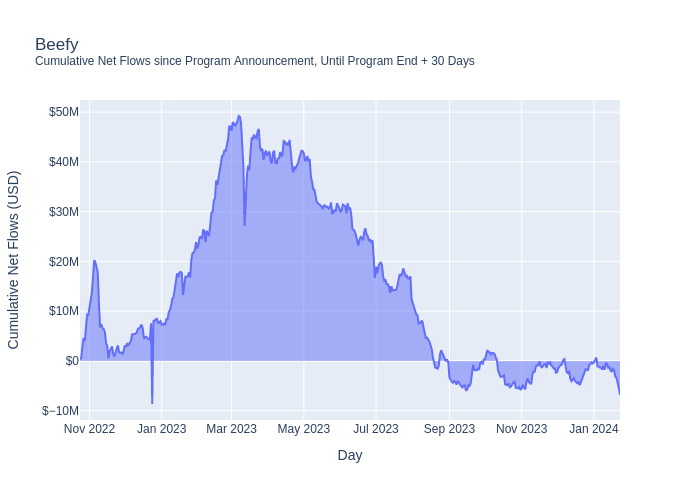 Beefy
Cumulative Net Flows since Program Announcement, Until Program End + 30 Days
Cumulative Net Flows (USD)
$50M
$40M
$30M
$20M
$10M
$0
$−10M
Nov 2022
Jan 2023
Mar 2023
May 2023
Jul 2023
Sep 2023
Nov 2023
Jan 2024
Day